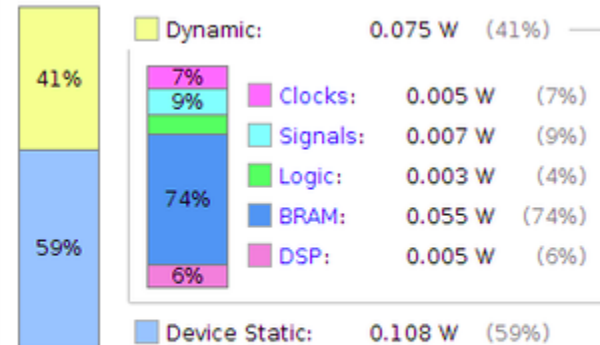 41%
59%
Dynamic: 0.075 W (41%)
7%
9%
74%
6%
Clocks: 0.005 W (7%)
Signals: 0.007 W (9%)
Logic: 0.003 W (4%)
BRAM: 0.055 W (74%)
DSP: 0.005 W (6%)
Device Static: 0.108 W (59%)